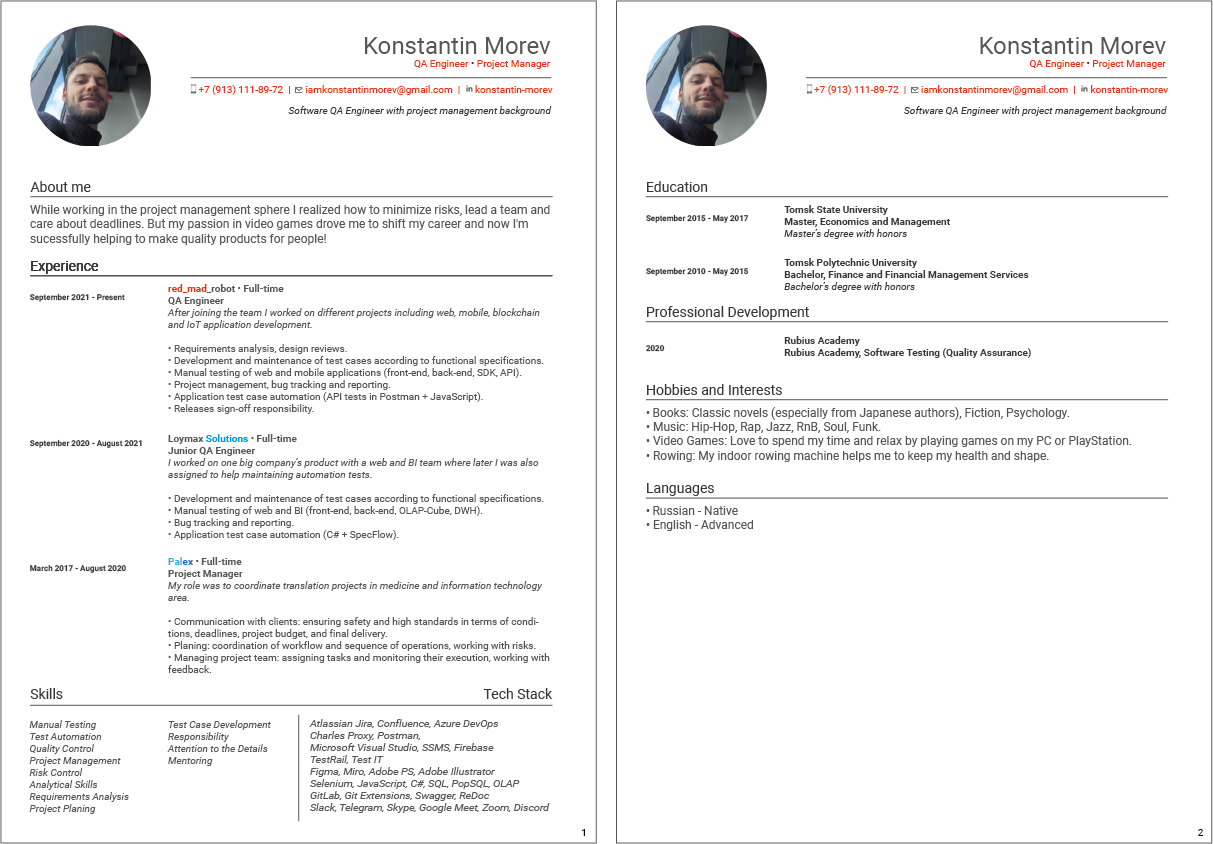 Konstantin Morev
QA Engineer • Project Manager
+7 (913) 111-89-72 | iamkonstantinmorev@gmail.com | in konstantin-morev
Software QA Engineer with project management background
About me
While working in the project management sphere I realized how to minimize risks, lead a team and
care about deadlines. But my passion in video games drove me to shift my career and now I'm
sucessfully helping to make quality products for people!
Experience
September 2021 - Present
red_mad_robot • Full-time
QA Engineer
After joining the team I worked on different projects including web, mobile, blockchain
and IoT application development.
• Requirements analysis, design reviews.
• Development and maintenance of test cases according to functional specifications.
• Manual testing of web and mobile applications (front-end, back-end, SDK, API).
• Project management, bug tracking and reporting.
• Application test case automation (API tests in Postman + JavaScript).
• Releases sign-off responsibility.
September 2020 - August 2021
Loymax Solutions • Full-time
Junior QA Engineer
I worked on one big company's product with a web and BI team where later I was also
assigned to help maintaining automation tests.
• Development and maintenance of test cases according to functional specifications.
• Manual testing of web and BI (front-end, back-end, OLAP-Cube, DWH).
• Bug tracking and reporting.
• Application test case automation (C# + SpecFlow).
March 2017 - August 2020
Palex • Full-time
Project Manager
My role was to coordinate translation projects in medicine and information technology
area.
• Communication with clients: ensuring safety and high standards in terms of condi-
tions, deadlines, project budget, and final delivery.
• Planing: coordination of workflow and sequence of operations, working with risks.
• Managing project team: assigning tasks and monitoring their execution, working with
feedback.
Skills
Manual Testing
Test Automation
Quality Control
Project Management
Risk Control
Analytical Skills
Requirements Analysis
Project Planing
Test Case Development
Responsibility
Attention to the Details
Mentoring
Tech Stack
Atlassian Jira, Confluence, Azure DevOps
Charles Proxy, Postman,
Microsoft Visual Studio, SSMS, Firebase
TestRail, Test IT
Figma, Miro, Adobe PS, Adobe Illustrator
Selenium, JavaScript, C#, SQL, PopSQL, OLAP
GitLab, Git Extensions, Swagger, ReDoc
Slack, Telegram, Skype, Google Meet, Zoom, Discord
1
Konstantin Morev
QA Engineer • Project Manager
+7 (913) 111-89-72 | iamkonstantinmorev@gmail.com | in konstantin-morev
Software QA Engineer with project management background
Education
September 2015 - May 2017
Tomsk State University
Master, Economics and Management
Master's degree with honors
September 2010 - May 2015
Tomsk Polytechnic University
Bachelor, Finance and Financial Management Services
Bachelor's degree with honors
Professional Development
2020
Rubius Academy
Rubius Academy, Software Testing (Quality Assurance)
Hobbies and Interests
• Books: Classic novels (especially from Japanese authors), Fiction, Psychology.
• Music: Hip-Hop, Rap, Jazz, RnB, Soul, Funk.
• Video Games: Love to spend my time and relax by playing games on my PC or PlayStation.
• Rowing: My indoor rowing machine helps me to keep my health and shape.
Languages
• Russian - Native
• English - Advanced
2